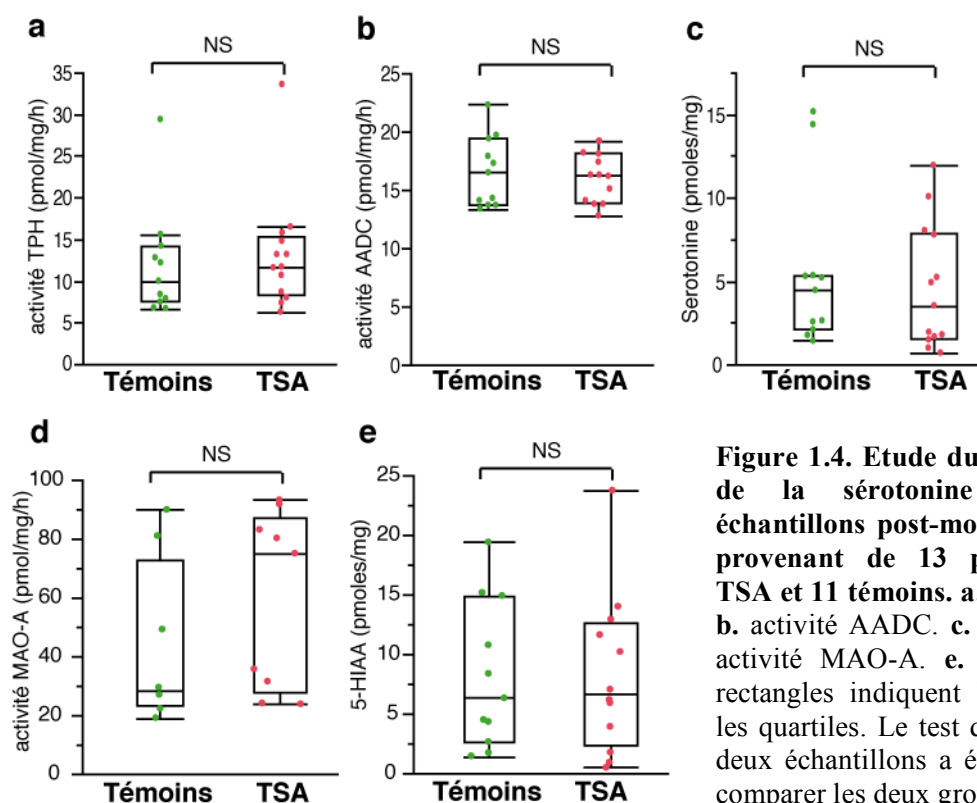 a
NS
activité TPH (pmol/mg/h)
35
30
25
20
15
10
5
0
Témoins TSA
b
NS
activité AADC (pmol/mg/h)
25
20
15
10
5
0
Témoins TSA
c
NS
Serotonine (pmoles/mg)
15
10
5
0
Témoins TSA
d
NS
activité MAO-A (pmol/mg/h)
100
80
60
40
20
0
Témoins TSA
e
NS
5-HIAA (pmoles/mg)
25
20
15
10
5
0
Témoins TSA
Figure 1.4. Etude du
de la sérotonine
échantillons post-mo
provenant de 13 p
TSA et 11 témoins. a.
b. activité AADC. c.
activité MAO-A. e.
rectangles indiquent
les quartiles. Le test d
deux échantillons a é
comparer les deux gro